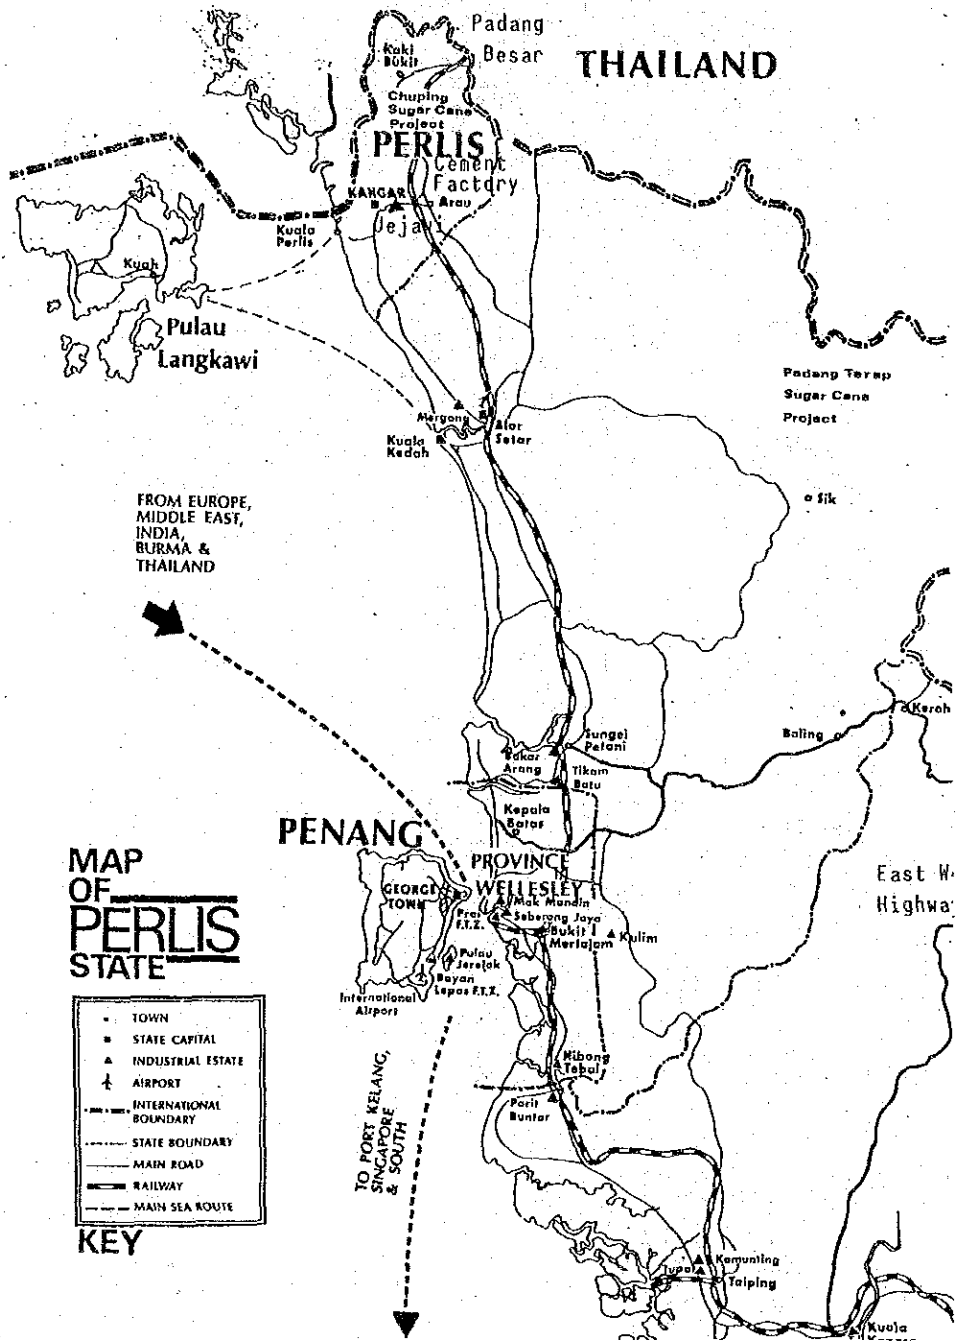 Padang
Besar
THAILAND
Kaki
Bukit
Chuping
Sugar Cane
Project
PERLIS
Cement
Factory
KANGAR
Arau
Jejawi
Kuala
Perlis
Kuah
Pulau
Langkawi
Padang Terap
Sugar Cane
Project
Mergong
Alor
Setar
Kuala
Kedah
Sik
FROM EUROPE,
MIDDLE EAST,
INDIA,
BURMA &
THAILAND
Keroh
Baling
Sungei
Petani
Bakar
Arang
Tikam
Batu
Kepala
Batas
PENANG
PROVINCE
WELLESLEY
GEORGE
TOWN
Mak Mandin
Prai
F.T.Z.
Seberang Jaya
Bukit
Mertajam
Kulim
East W
Highway
Pulau
Jerejak
Bayan
Lepas F.T.Z.
International
Airport
MAP
OF
PERLIS
STATE
TOWN
STATE CAPITAL
INDUSTRIAL ESTATE
AIRPORT
INTERNATIONAL
BOUNDARY
STATE BOUNDARY
MAIN ROAD
RAILWAY
MAIN SEA ROUTE
KEY
TO PORT KELANG,
SINGAPORE
& SOUTH
Nibong
Tebal
Parit
Buntar
Kamunting
Tupai
Taiping
Kuala